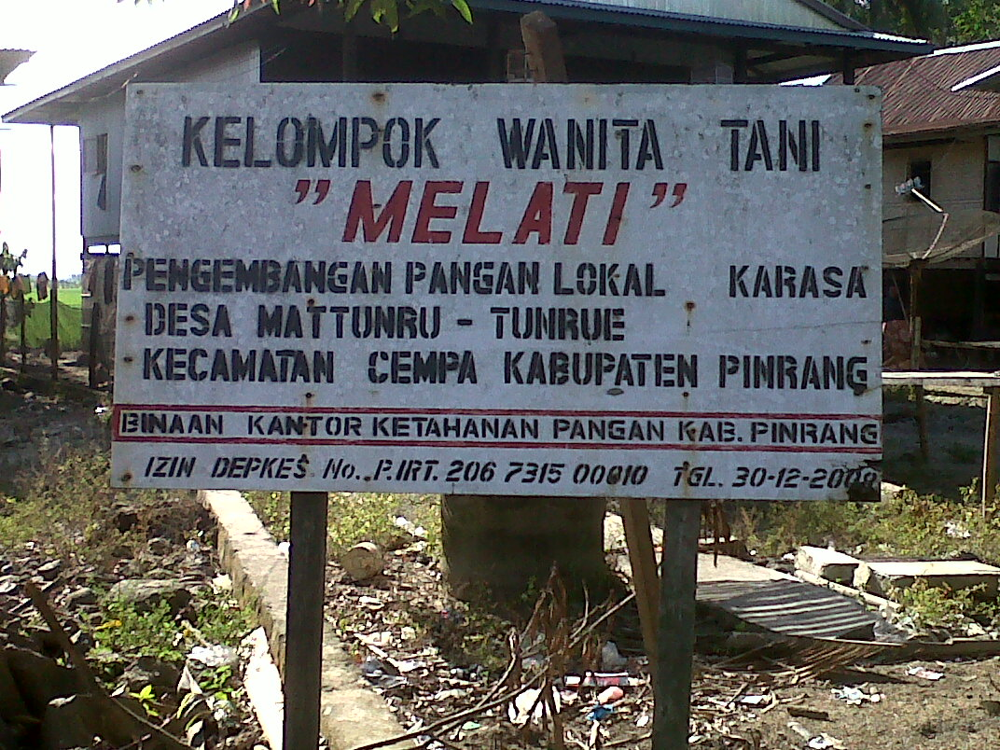 KELOMPOK WANITA TANI
"MELATI"
PENGEMBANGAN PANGAN LOKAL KARASA
DESA MATTUNRU - TUNRUE
KECAMATAN CEMPA KABUPATEN PINRANG
BINAAN KANTOR KETAHANAN PANGAN KAB. PINRANG
IZIN DEPKES No. P.IRT. 206 7315 00010 TGL. 30-12-2008